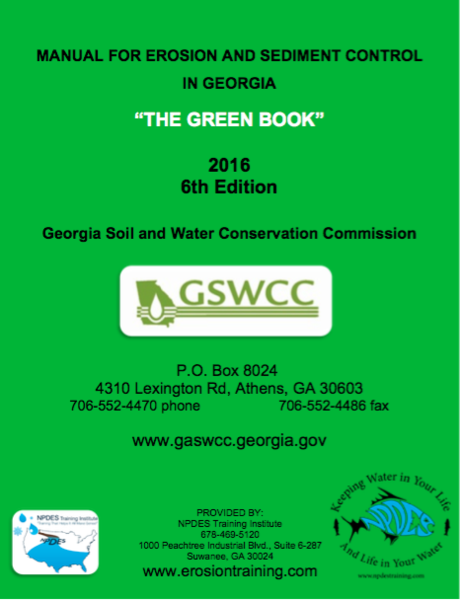 MANUAL FOR EROSION AND SEDIMENT CONTROL
IN GEORGIA
“THE GREEN BOOK”
2016
6th Edition
Georgia Soil and Water Conservation Commission
GSWCC
P.O. Box 8024
4310 Lexington Rd, Athens, GA 30603
706-552-4470 phone 706-552-4486 fax
www.gaswcc.georgia.gov
NPDES Training Institute
NPDES
PROVIDED BY:
NPDES Training Institute
678-469-5120
1000 Peachtree Industrial Blvd., Suite 6-287
Suwanee, GA 30024
www.erosiontraining.com
Keeping Water in Your Life
NPDES
And Life in Your Water
www.npdestraining.com